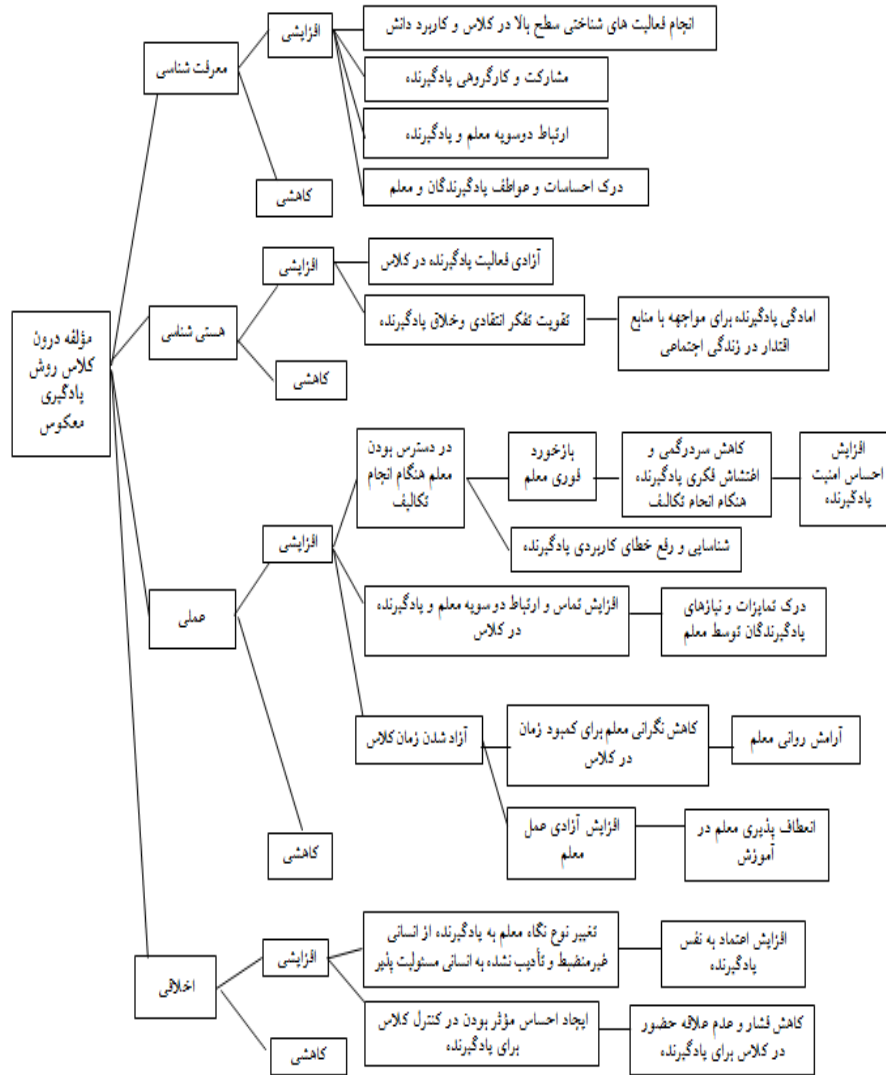 مؤلفه درون
کلاس روش
یادگیری
معکوس
معرفت شناسی
افزایشی
انجام فعالیت های شناختی سطح بالا در کلاس و کاربرد دانش
مشارکت و کارگروهی یادگیرنده
ارتباط دوسویه معلم و یادگیرنده
درک احساسات و عواطف یادگیرندگان و معلم
کاهشی
هستی شناسی
افزایشی
آزادی فعالیت یادگیرنده در کلاس
تقویت تفکر انتقادی وخلاق یادگیرنده
امادگی یادگیرنده برای مواجهه با منابع
اقتدار در زندگی اجتماعی
کاهشی
عملی
افزایشی
در دسترس بودن
معلم هنگام انجام
تکالیف
بازخورد
فوری معلم
کاهش سردرگمی و
اغتشاش فکری یادگیرنده
هنگام انجام تکالیف
افزایش
احساس امنیت
یادگیرنده
شناسایی و رفع خطای کاربردی یادگیرنده
افزایش تماس و ارتباط دوسویه معلم و یادگیرنده
در کلاس
درک تمایزات و نیازهای
یادگیرندگان توسط معلم
آزاد شدن زمان کلاس
کاهش نگرانی معلم برای کمبود زمان
در کلاس
آرامش روانی معلم
افزایش آزادی عمل
معلم
انعطاف پذیری معلم در
آموزش
کاهشی
اخلاقی
افزایشی
تغییر نوع نگاه معلم به یادگیرنده از انسانی
غیرمنضبط و تأدیب نشده به انسانی مسئولیت پذیر
افزایش اعتماد به نفس
یادگیرنده
ایجاد احساس مؤثر بودن در کنترل کلاس
برای یادگیرنده
کاهش فشار و عدم علاقه حضور
در کلاس برای یادگیرنده
کاهشی